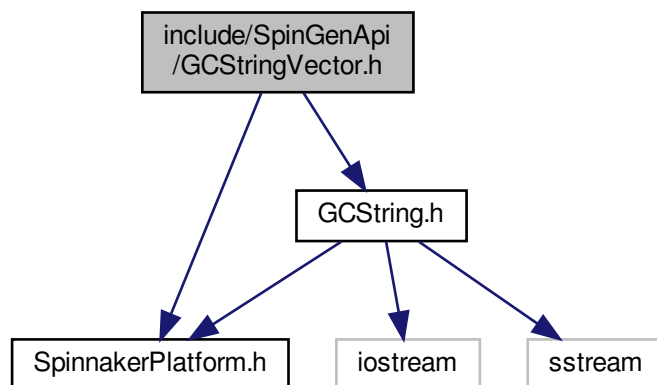 include/SpinGenApi
/GCStringVector.h
GCString.h
SpinnakerPlatform.h
iostream
sstream